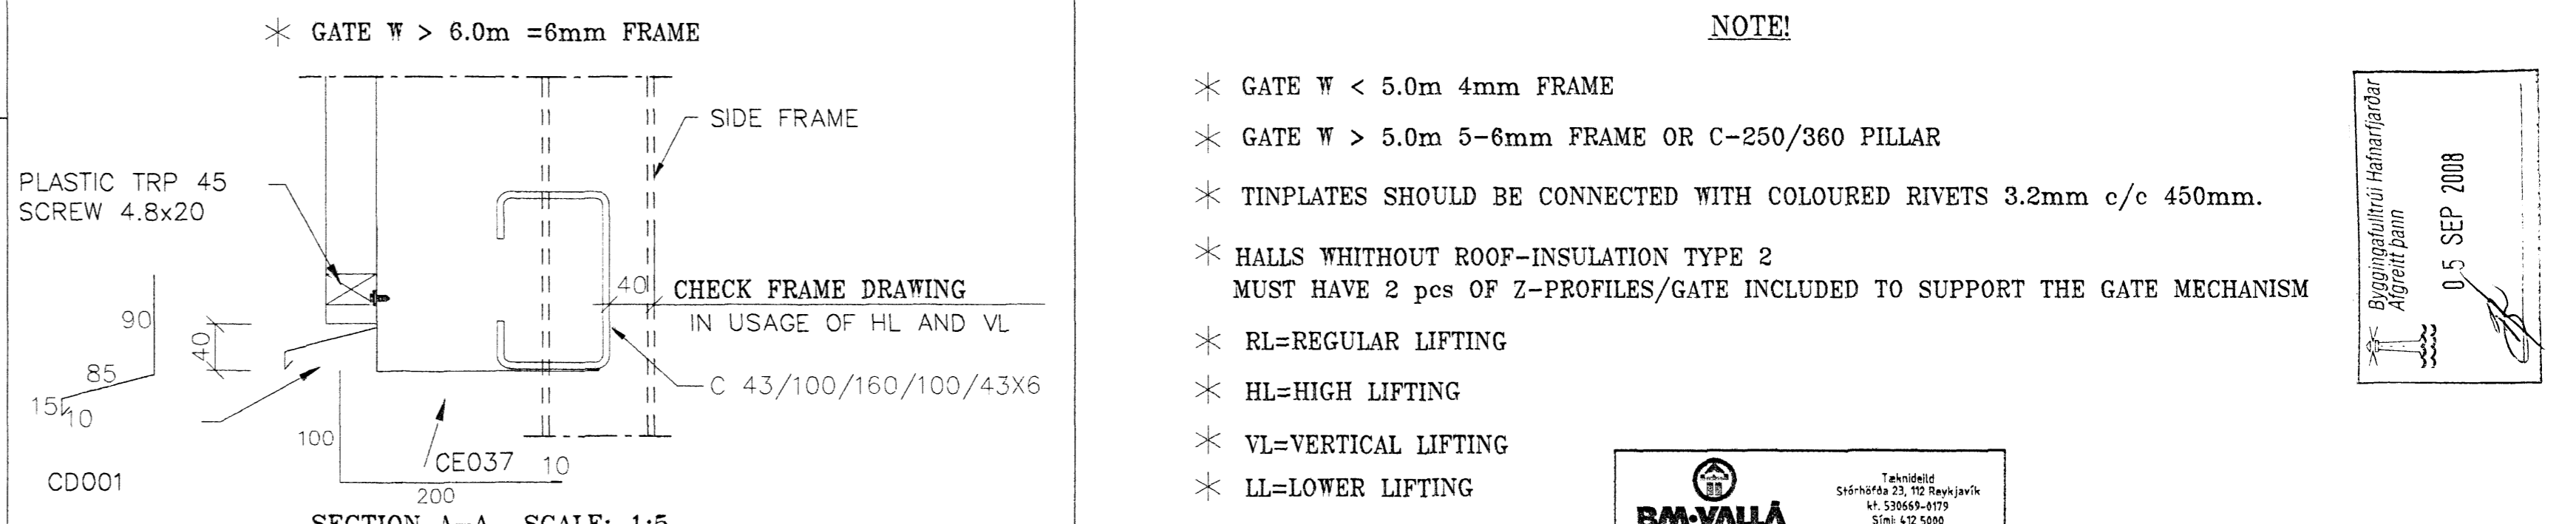 * GATE W > 6.0m =6mm FRAME
SIDE FRAME
PLASTIC TRP 45
SCREW 4.8x20
40
CHECK FRAME DRAWING
IN USAGE OF HL AND VL
90
40
85
15
10
C 43/100/160/100/43X6
100
CE037
10
CD001
200
SECTION A-A SCALE: 1:5
NOTE!
* GATE W < 5.0m 4mm FRAME
* GATE W > 5.0m 5-6mm FRAME OR C-250/360 PILLAR
* TINPLATES SHOULD BE CONNECTED WITH COLOURED RIVETS 3.2mm c/c 450mm.
* HALLS WHITHOUT ROOF-INSULATION TYPE 2
MUST HAVE 2 pcs OF Z-PROFILES/GATE INCLUDED TO SUPPORT THE GATE MECHANISM
* RL=REGULAR LIFTING
* HL=HIGH LIFTING
* VL=VERTICAL LIFTING
* LL=LOWER LIFTING
Byggingafulltrúi Hafnarfjarðar
Afgreitt þann
05 SEP 2008
BM•VALLÁ
Tæknideild
Stórhöfða 23, 112 Reykjavík
kt. 530669-0179
Sími: 412 5000